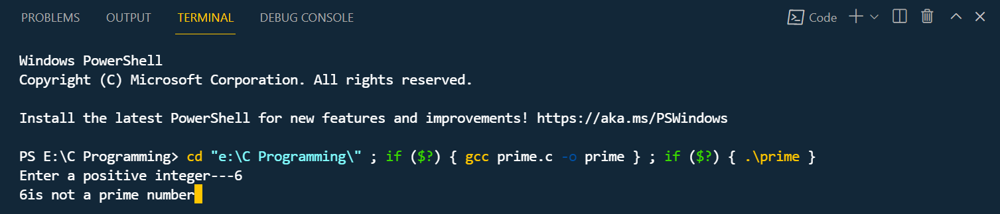 PROBLEMS OUTPUT TERMINAL DEBUG CONSOLE Code
Windows PowerShell
Copyright (C) Microsoft Corporation. All rights reserved.
Install the latest PowerShell for new features and improvements! https://aka.ms/PSWindows
PS E:\C Programming> cd "e:\C Programming\" ; if ($?) { gcc prime.c -o prime } ; if ($?) { .\prime }
Enter a positive integer---6
6is not a prime number